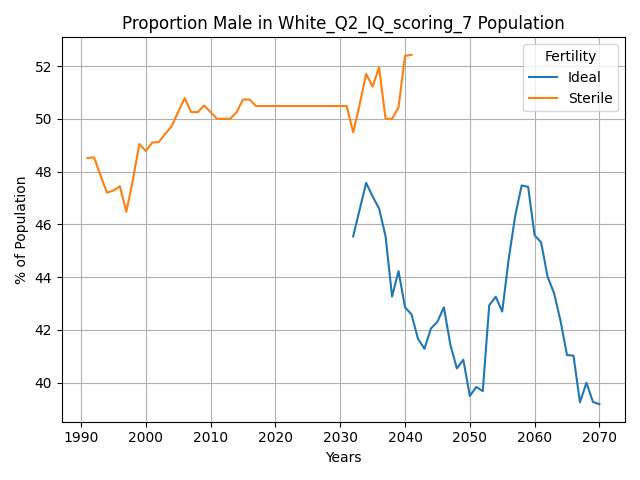 Proportion Male in White_Q2_IQ_scoring_7 Population
Fertility
Ideal
Sterile
% of Population
52
50
48
46
44
42
40
1990
2000
2010
2020
2030
2040
2050
2060
2070
Years